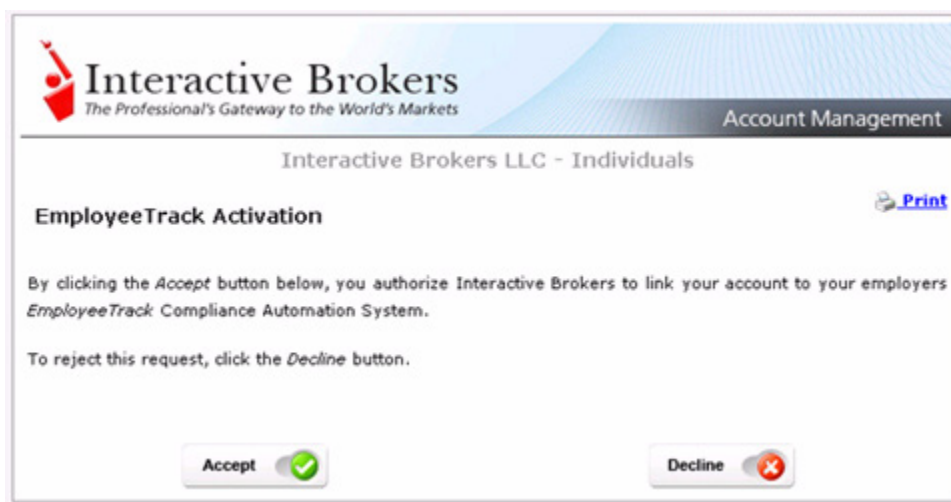 Interactive Brokers
The Professional's Gateway to the World's Markets
Account Management
Interactive Brokers LLC - Individuals
Print
EmployeeTrack Activation
By clicking the Accept button below, you authorize Interactive Brokers to link your account to your employers
EmployeeTrack Compliance Automation System.
To reject this request, click the Decline button.
Accept
Decline